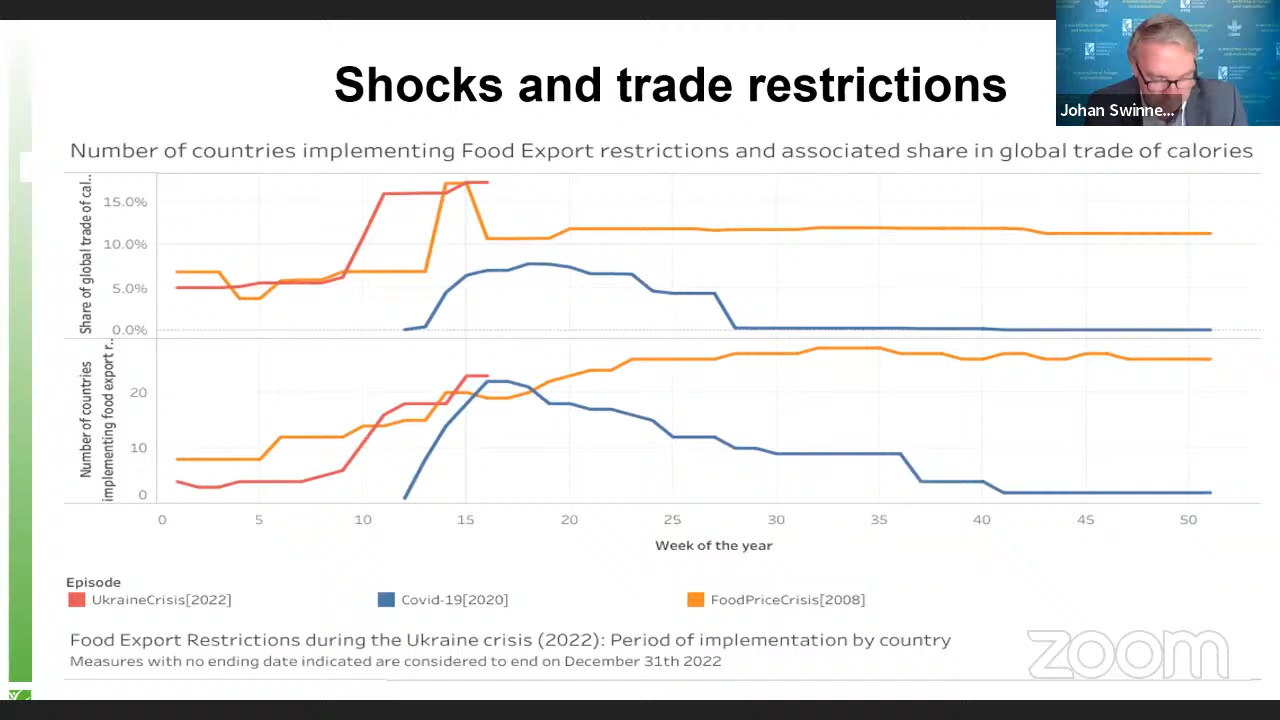 Shocks and trade restrictions
Johan Swinne...
Number of countries implementing Food Export restrictions and associated share in global trade of calories
Share of global trade of cal..
15.0%
10.0%
5.0%
0.0%
Number of countries
implementing food export r..
20
10
0
0 5 10 15 20 25 30 35 40 45 50
Week of the year
Episode
UkraineCrisis[2022] Covid-19[2020] FoodPriceCrisis[2008]
Food Export Restrictions during the Ukraine crisis (2022): Period of implementation by country
Measures with no ending date indicated are considered to end on December 31th 2022
zoom